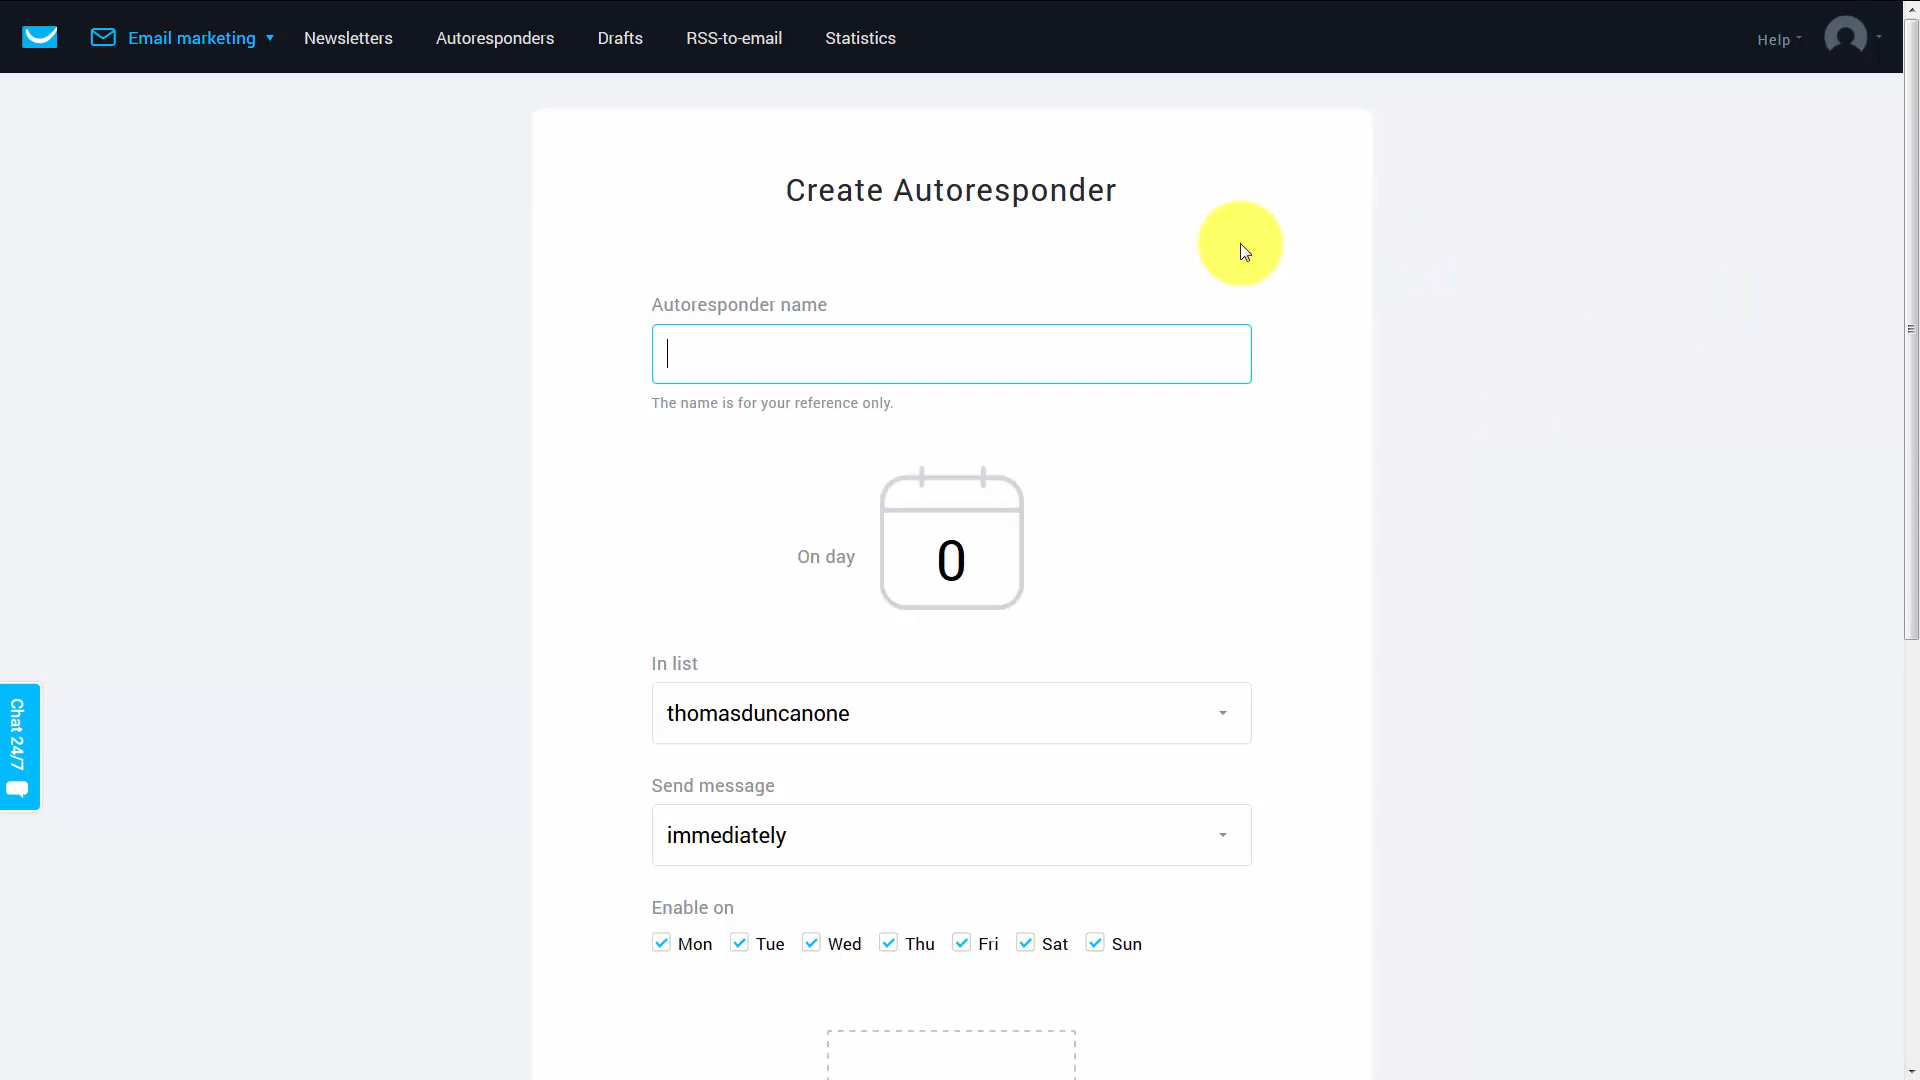 Email marketing Newsletters Autoresponders Drafts RSS-to-email Statistics Help
Create Autoresponder
Autoresponder name
The name is for your reference only.
On day 0
In list
thomasduncanone
Send message
immediately
Enable on
Mon Tue Wed Thu Fri Sat Sun
Chat 24/7